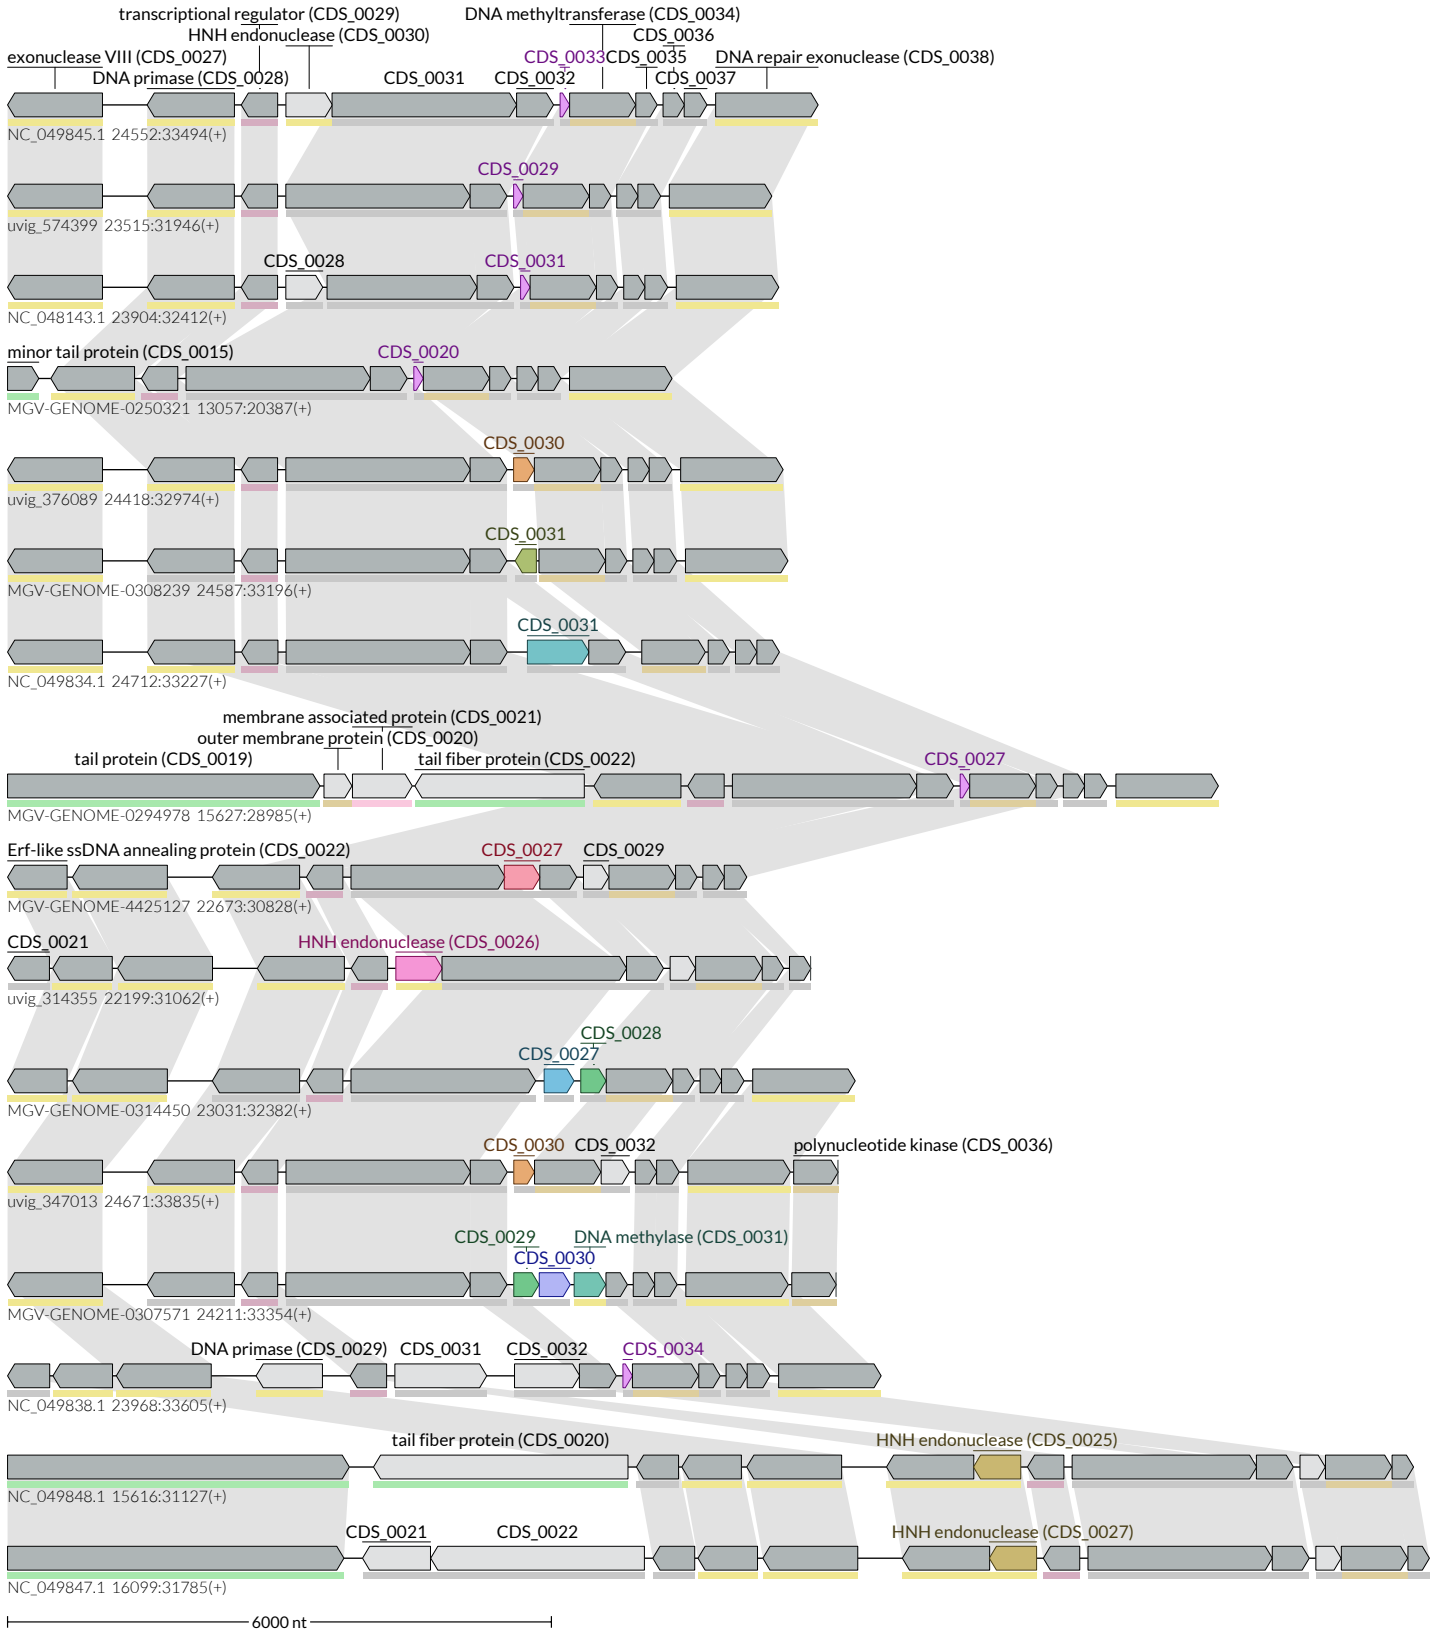 transcriptional regulator (CDS_0029)
DNA methyltransferase (CDS_0034)
HNH endonuclease (CDS_0030)
CDS_0036
exonuclease VIII (CDS_0027)
CDS_0033
CDS_0035
DNA repair exonuclease (CDS_0038)
DNA primase (CDS_0028)
CDS_0031
CDS_0032
CDS_0037
NC_049845.1 24552:33494(+)
CDS_0029
uvig_574399 23515:31946(+)
CDS_0028
CDS_0031
NC_048143.1 23904:32412(+)
minor tail protein (CDS_0015)
CDS_0020
MGV-GENOME-0250321 13057:20387(+)
CDS_0030
uvig_376089 24418:32974(+)
CDS_0031
MGV-GENOME-0308239 24587:33196(+)
CDS_0031
NC_049834.1 24712:33227(+)
membrane associated protein (CDS_0021)
outer membrane protein (CDS_0020)
tail protein (CDS_0019)
tail fiber protein (CDS_0022)
CDS_0027
MGV-GENOME-0294978 15627:28985(+)
Erf-like ssDNA annealing protein (CDS_0022)
CDS_0027
CDS_0029
MGV-GENOME-4425127 22673:30828(+)
CDS_0021
HNH endonuclease (CDS_0026)
uvig_314355 22199:31062(+)
CDS_0028
CDS_0027
MGV-GENOME-0314450 23031:32382(+)
CDS_0030
CDS_0032
polynucleotide kinase (CDS_0036)
uvig_347013 24671:33835(+)
CDS_0029
DNA methylase (CDS_0031)
CDS_0030
MGV-GENOME-0307571 24211:33354(+)
DNA primase (CDS_0029)
CDS_0031
CDS_0032
CDS_0034
NC_049838.1 23968:33605(+)
tail fiber protein (CDS_0020)
HNH endonuclease (CDS_0025)
NC_049848.1 15616:31127(+)
CDS_0021
CDS_0022
HNH endonuclease (CDS_0027)
NC_049847.1 16099:31785(+)
6000 nt